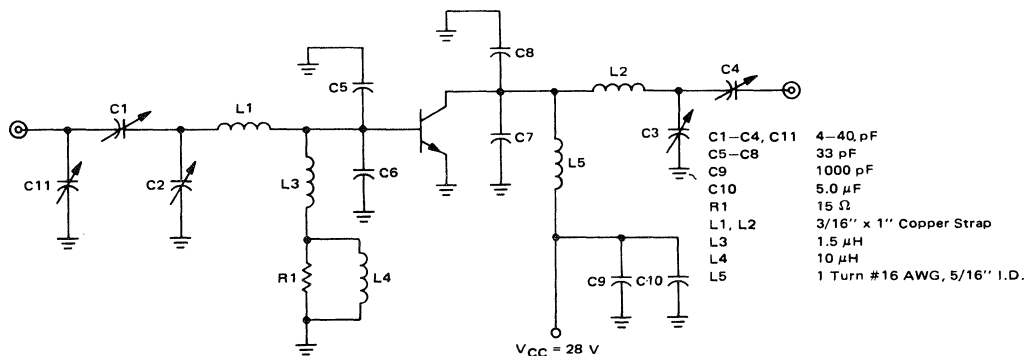 C8
C5
L2
C4
C1
L1
C11
C2
L3
C6
C7
L5
C3
R1
L4
C9
C10
VCC = 28 V
C1–C4, C11 4–40, pF
C5–C8 33 pF
C9 1000 pF
C10 5.0 µF
R1 15 Ω
L1, L2 3/16" x 1" Copper Strap
L3 1.5 µH
L4 10 µH
L5 1 Turn #16 AWG, 5/16" I.D.